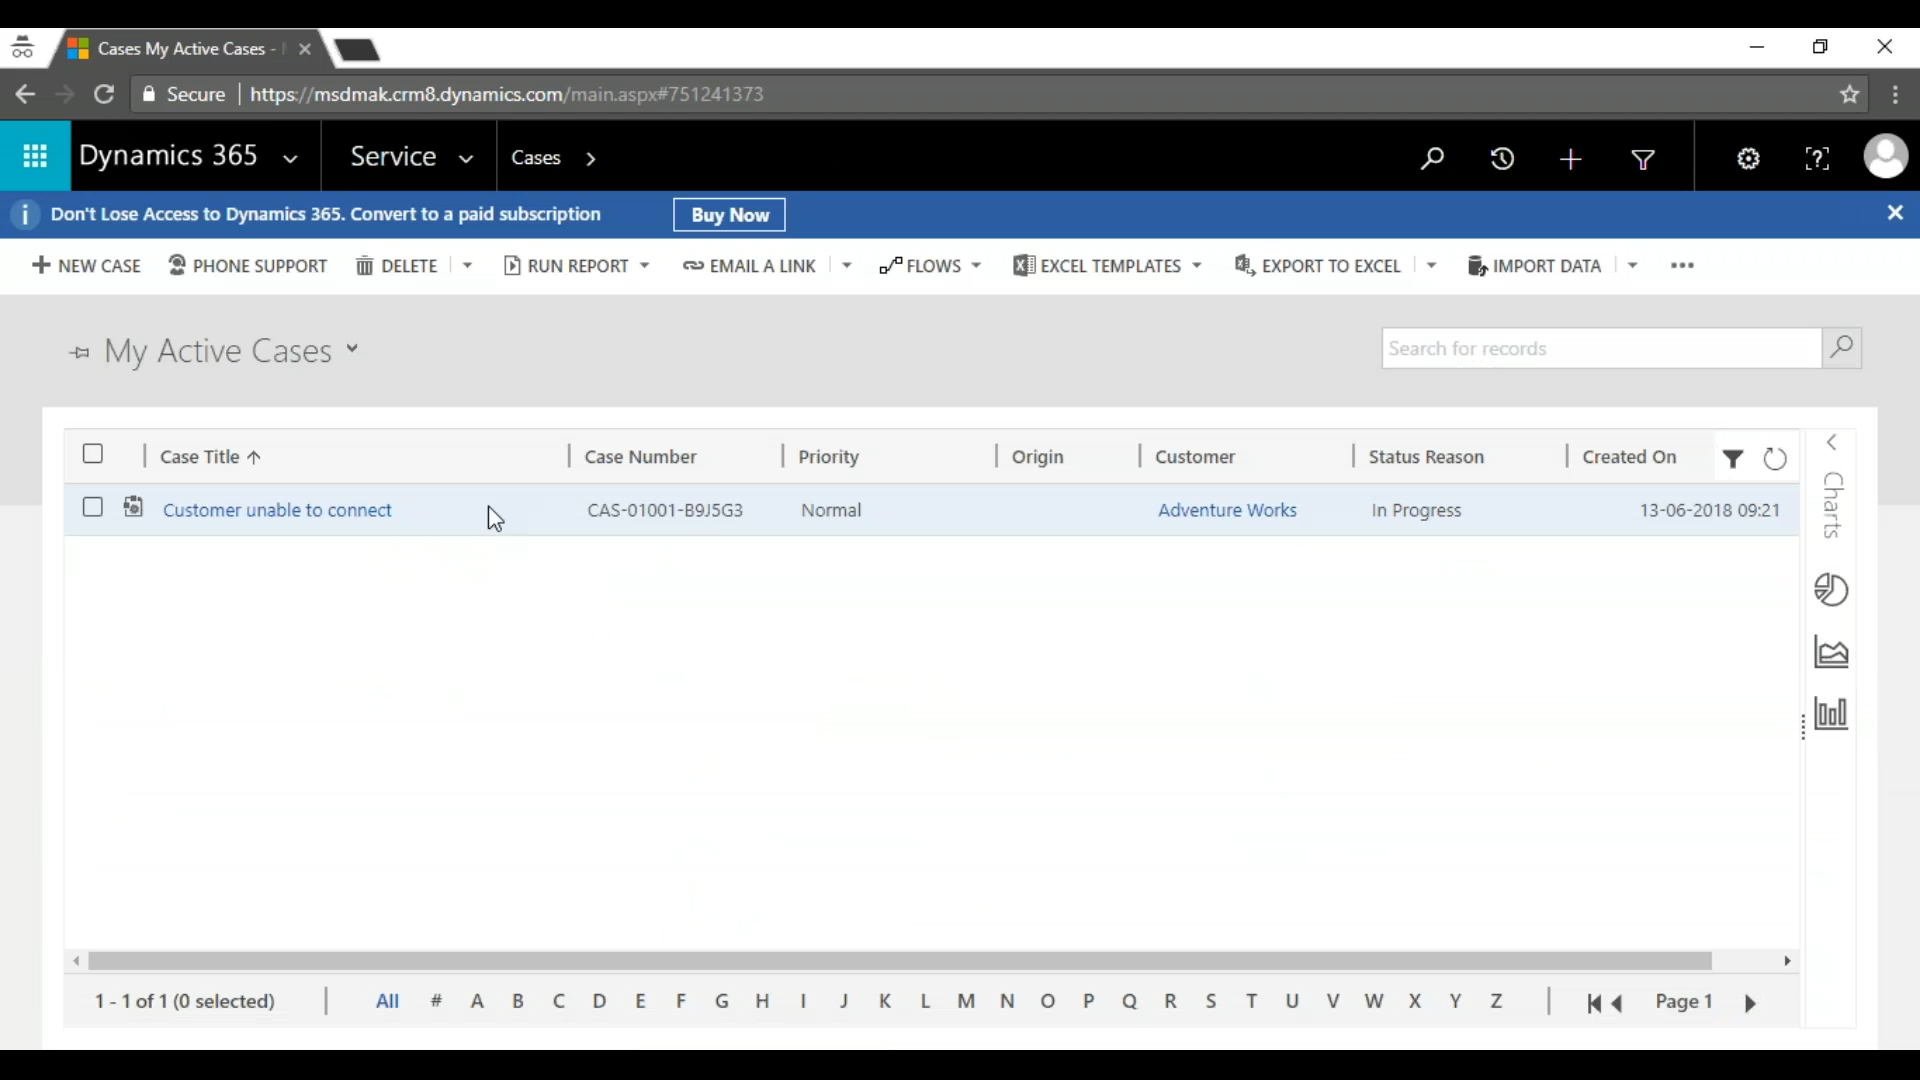 Cases My Active Cases -
Secure https://msdmak.crm8.dynamics.com/main.aspx#751241373
Dynamics 365 Service Cases
Don't Lose Access to Dynamics 365. Convert to a paid subscription Buy Now
NEW CASE PHONE SUPPORT DELETE RUN REPORT EMAIL A LINK FLOWS EXCEL TEMPLATES EXPORT TO EXCEL IMPORT DATA
My Active Cases Search for records
Case Title Case Number Priority Origin Customer Status Reason Created On
Customer unable to connect CAS-01001-B9J5G3 Normal Adventure Works In Progress 13-06-2018 09:21
Charts
1 - 1 of 1 (0 selected) All # A B C D E F G H I J K L M N O P Q R S T U V W X Y Z Page 1